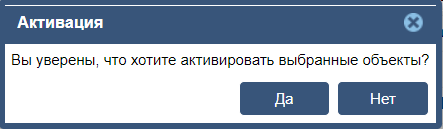 Активация
Вы уверены, что хотите активировать выбранные объекты?
Да
Нет